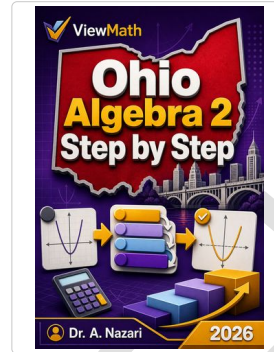 ViewMath
Ohio
Algebra 2
Step by Step
Dr. A. Nazari
2026